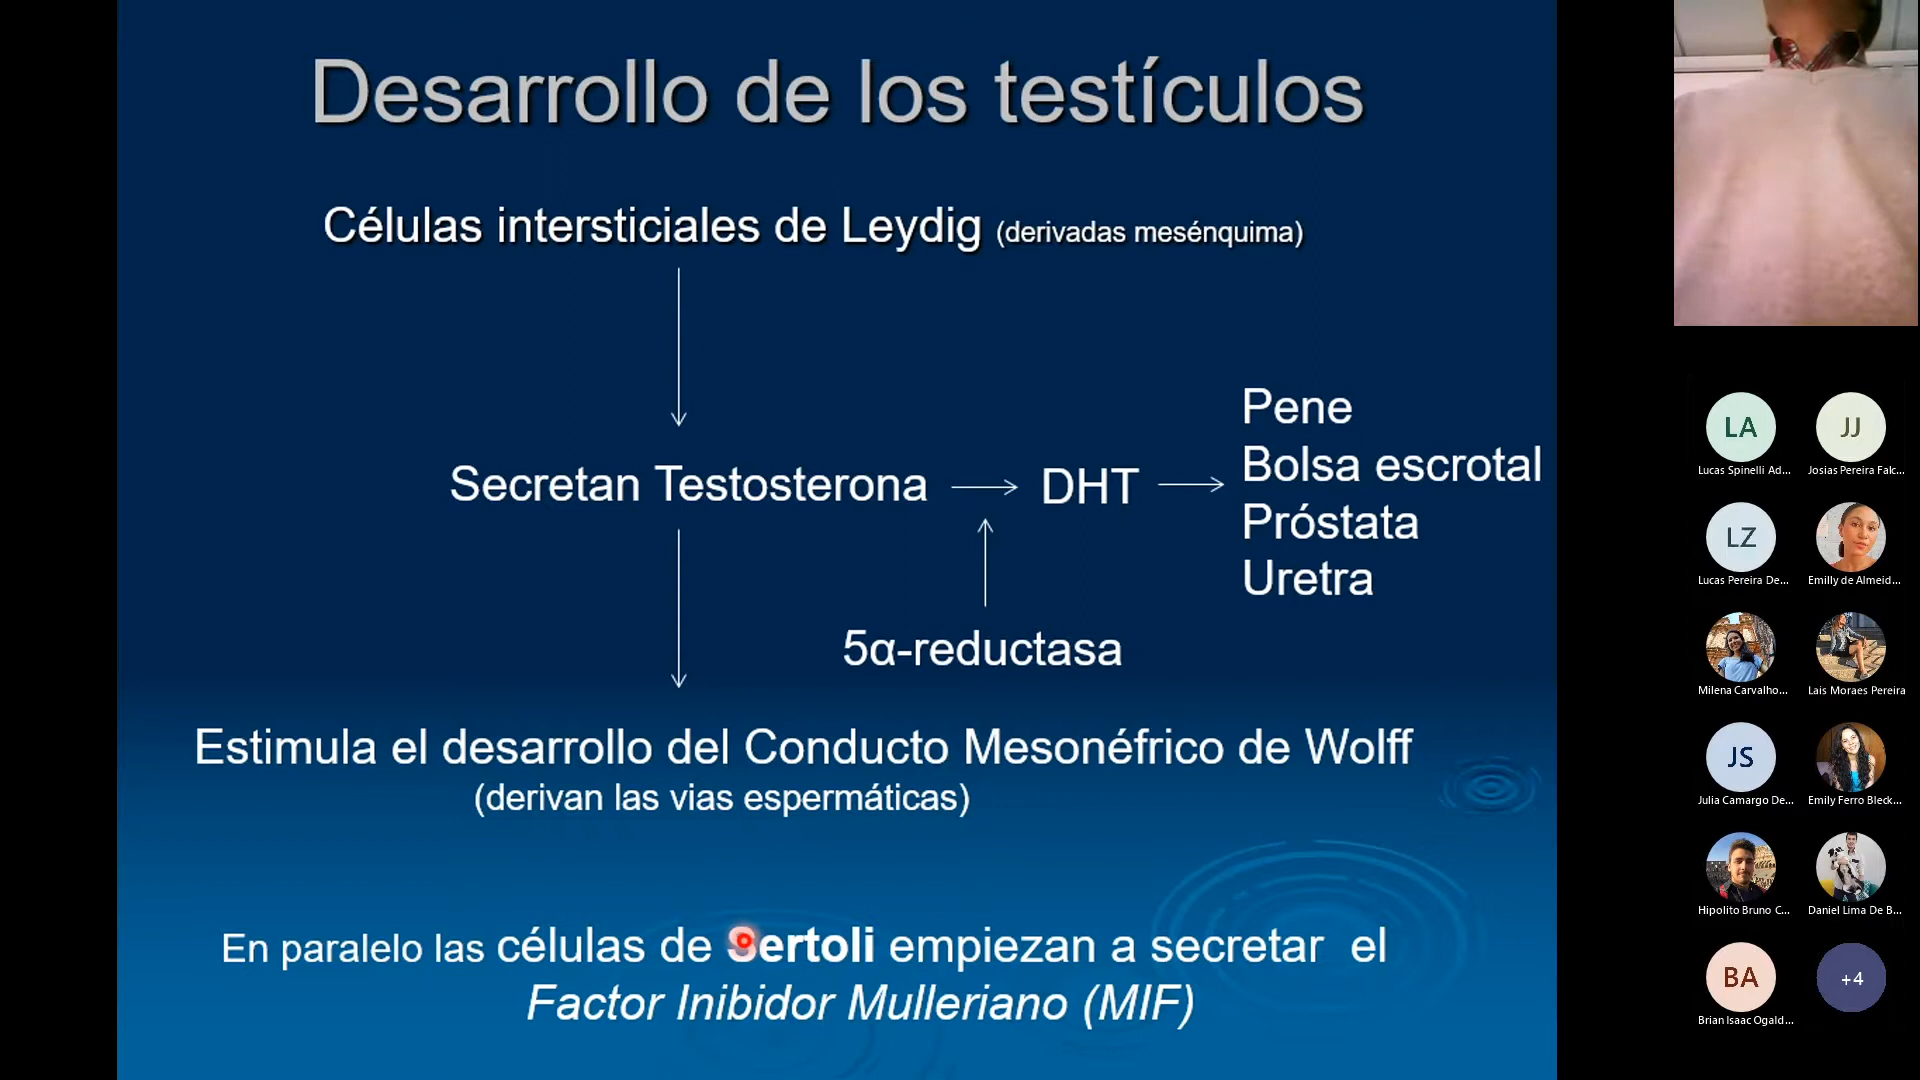 Desarrollo de los testículos
Células intersticiales de Leydig (derivadas mesénquima)
Secretan Testosterona
DHT
Pene
Bolsa escrotal
Próstata
Uretra
5α-reductasa
Estimula el desarrollo del Conducto Mesonéfrico de Wolff
(derivan las vias espermáticas)
En paralelo las células de Sertoli empiezan a secretar el
Factor Inibidor Mulleriano (MIF)
LA
JJ
Lucas Spinelli Ad...
Josias Pereira Falc...
LZ
Lucas Pereira De...
Emilly de Almeid...
Milena Carvalho...
Lais Moraes Pereira
JS
Julia Camargo De...
Emily Ferro Bleck...
Hipolito Bruno C...
Daniel Lima De B...
BA
+4
Brian Isaac Ogald...